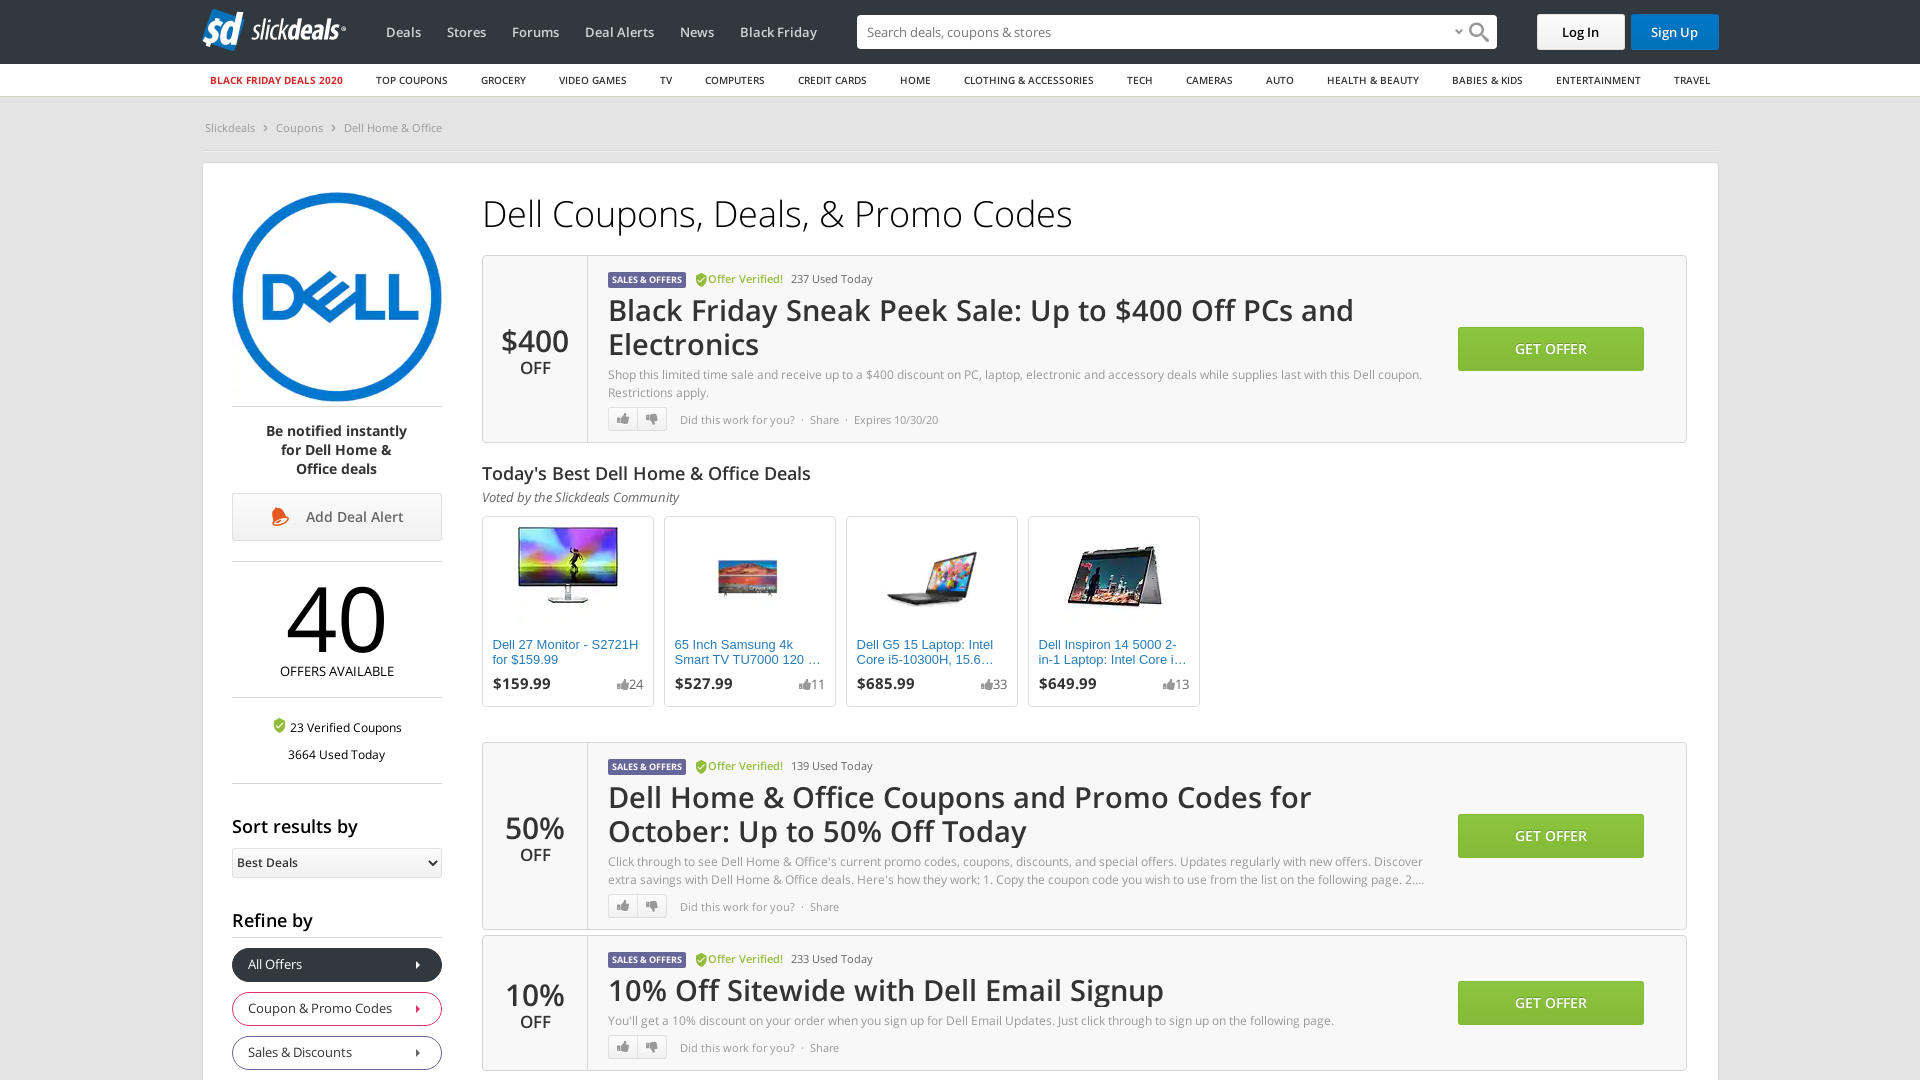 sd slickdeals
Deals
Stores
Forums
Deal Alerts
News
Black Friday
Search deals, coupons & shops
Log In
Sign Up
BLACK FRIDAY DEALS 2020
TOP COUPONS
GROCERY
VIDEO GAMES
TV
COMPUTERS
CREDIT CARDS
HOME
CLOTHING & ACCESSORIES
TECH
CAMERAS
AUTO
HEALTH & BEAUTY
BABIES & KIDS
ENTERTAINMENT
TRAVEL
Slickdeals
Coupons
Dell Home & Office
DELL
Be notified instantly
for Dell Home &
Office deals
Add Deal Alert
40
OFFERS AVAILABLE
23 Verified Coupons
3664 Used Today
Sort results by
Best Deals
Refine by
All Offers
Coupon & Promo Codes
Sales & Discounts
Dell Coupons, Deals, & Promo Codes
$400
OFF
SALES & OFFERS Offer Verified! 237 Used Today
Black Friday Sneak Peek Sale: Up to $400 Off PCs and
Electronics
Shop this limited time sale and receive up to a $400 discount on PC, laptop, electronic and accessory deals while supplies last with this Dell coupon.
Restrictions apply.
Did this work for you? · Share · Expires 10/30/20
GET OFFER
Today's Best Dell Home & Office Deals
Voted by the Slickdeals Community
Dell 27 Monitor - S2721H
for $159.99
$159.99 24
65 Inch Samsung 4k
Smart TV TU7000 120 …
$527.99 11
Dell G5 15 Laptop: Intel
Core i5-10300H, 15.6…
$685.99 33
Dell Inspiron 14 5000 2-
in-1 Laptop: Intel Core i…
$649.99 13
50%
OFF
SALES & OFFERS Offer Verified! 139 Used Today
Dell Home & Office Coupons and Promo Codes for
October: Up to 50% Off Today
Click through to see Dell Home & Office's current promo codes, coupons, discounts, and special offers. Updates regularly with new offers. Discover
extra savings with Dell Home & Office deals. Here's how they work: 1. Copy the coupon code you wish to use from the list on the following page. 2....
Did this work for you? · Share
GET OFFER
10%
OFF
SALES & OFFERS Offer Verified! 233 Used Today
10% Off Sitewide with Dell Email Signup
You'll get a 10% discount on your order when you sign up for Dell Email Updates. Just click through to sign up on the following page.
Did this work for you? · Share
GET OFFER